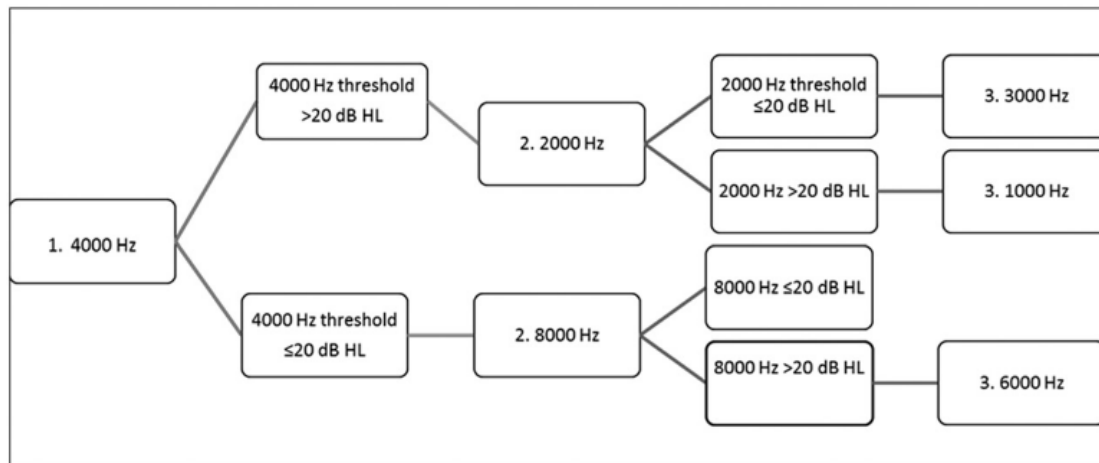 4000 Hz threshold
>20 dB HL
2000 Hz threshold
≤20 dB HL
3. 3000 Hz
2. 2000 Hz
2000 Hz >20 dB HL
3. 1000 Hz
1. 4000 Hz
8000 Hz ≤20 dB HL
4000 Hz threshold
≤20 dB HL
2. 8000 Hz
8000 Hz >20 dB HL
3. 6000 Hz